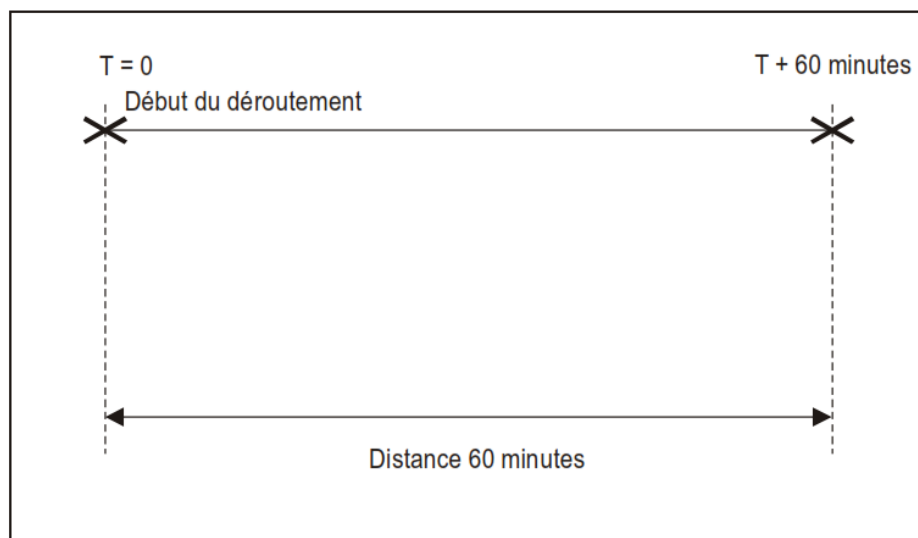 T = 0
T + 60 minutes
Début du déroutement
Distance 60 minutes